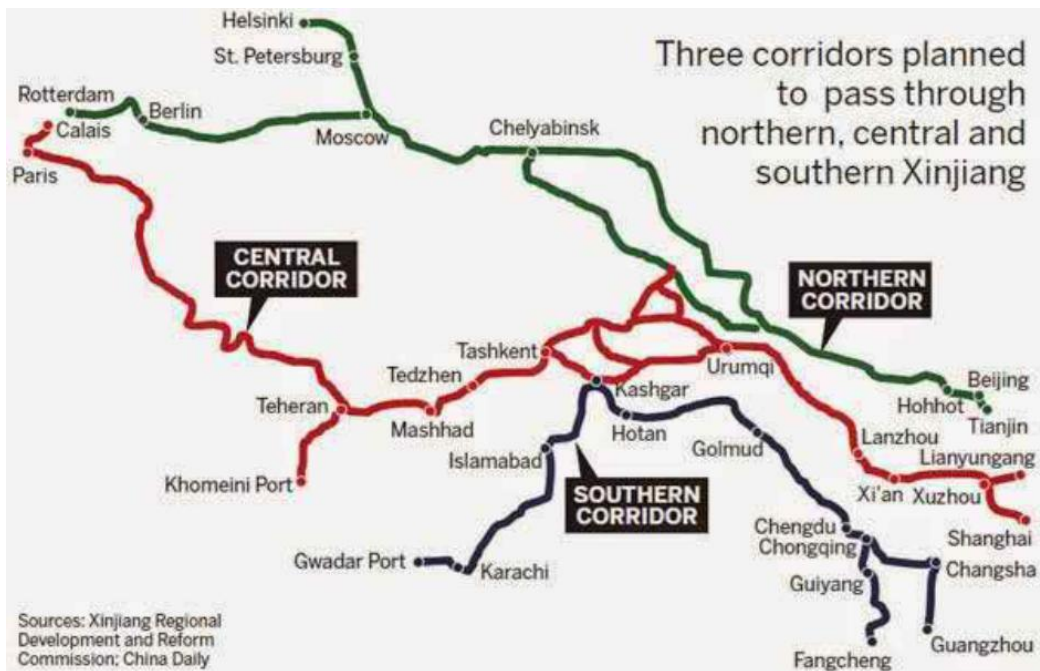 Three corridors planned
to pass through
northern, central and
southern Xinjiang
Helsinki
St. Petersburg
Rotterdam
Berlin
Calais
Moscow
Chelyabinsk
Paris
CENTRAL
CORRIDOR
NORTHERN
CORRIDOR
Tashkent
Urumqi
Tedzhen
Kashgar
Beijing
Teheran
Hohhot
Mashhad
Hotan
Tianjin
Golmud
Lanzhou
Islamabad
Lianyungang
Khomeini Port
SOUTHERN
CORRIDOR
Xi'an
Xuzhou
Chengdu
Shanghai
Chongqing
Gwadar Port
Karachi
Guiyang
Changsha
Guangzhou
Fangcheng
Sources: Xinjiang Regional
Development and Reform
Commission; China Daily